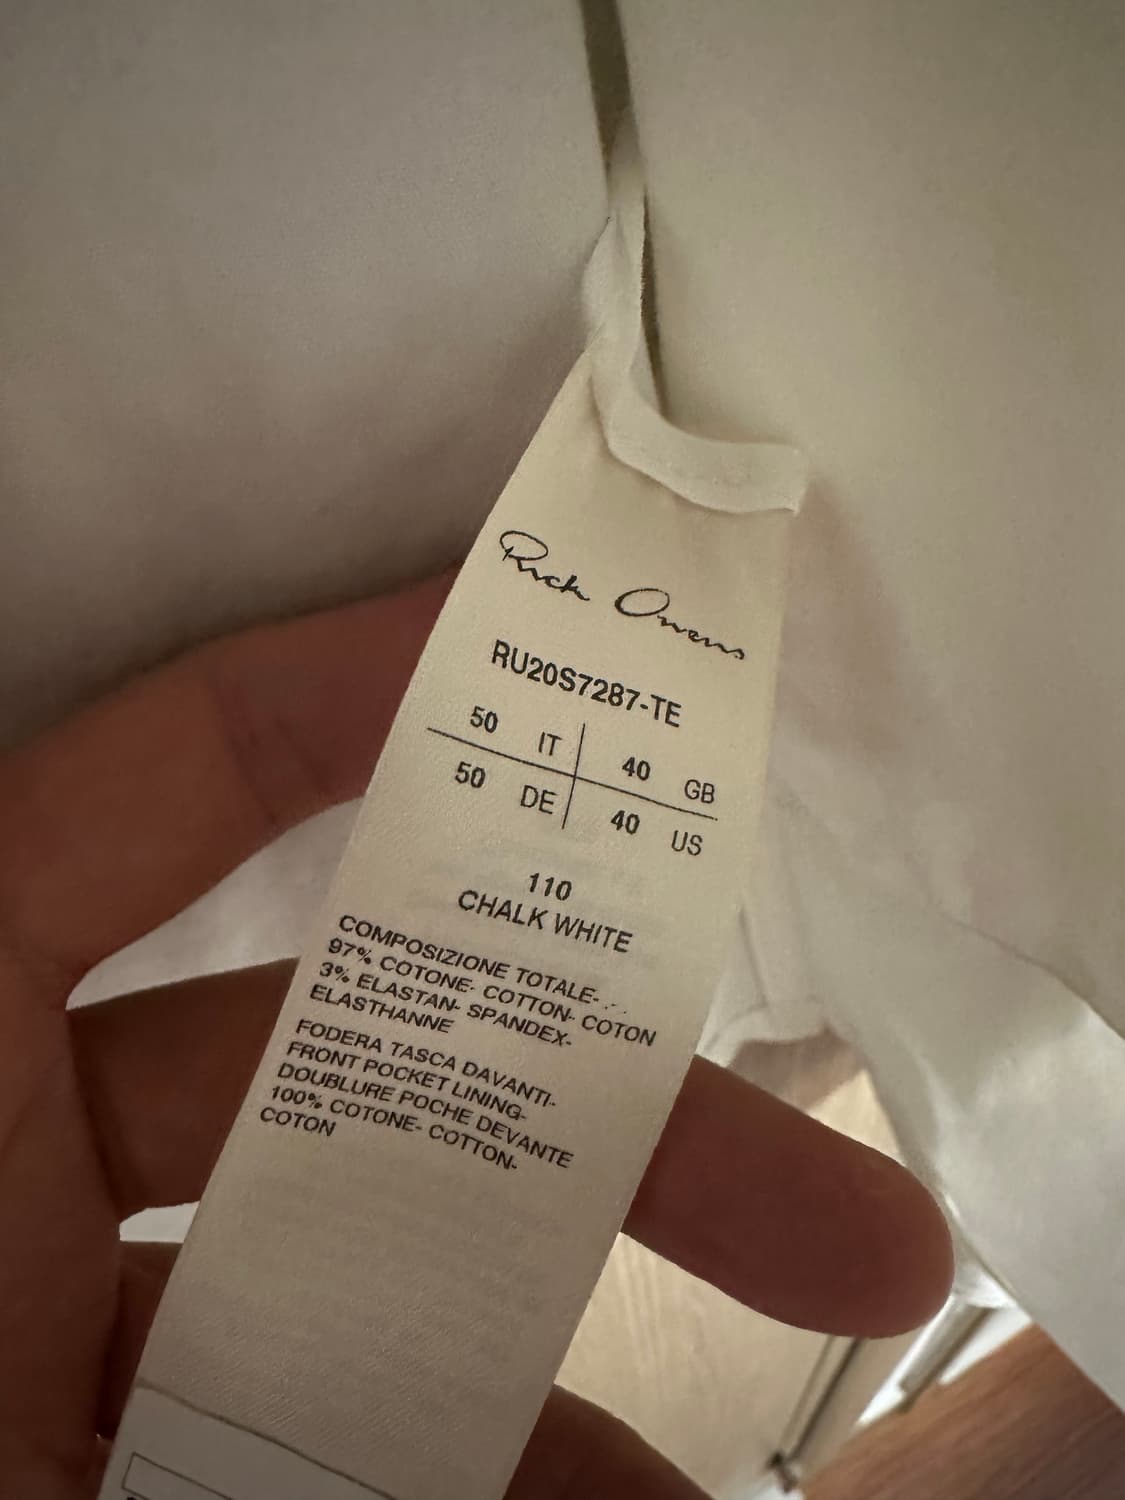 Rick Owens
RU20S7287-TE
50 IT 40 GB
50 DE 40 US
110
CHALK WHITE
COMPOSIZIONE TOTALE-
97% COTONE- COTTON- COTON
3% ELASTAN- SPANDEX-
ELASTHANNE
FODERA TASCA DAVANTI-
FRONT POCKET LINING-
DOUBLURE POCHE DEVANTE
100% COTONE- COTTON-
COTON